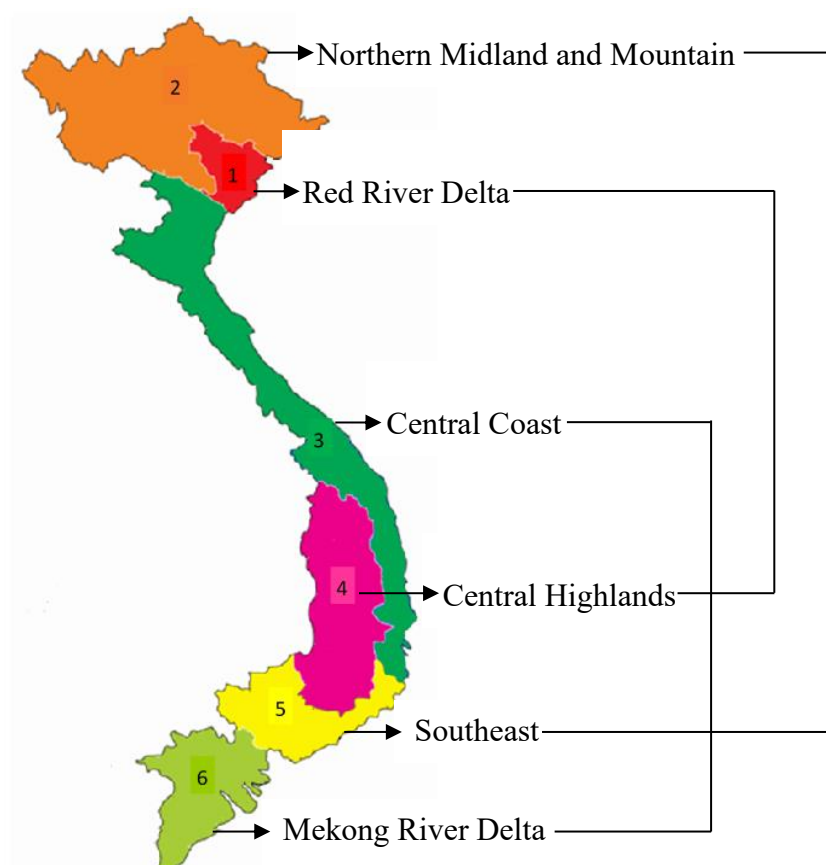 Northern Midland and Mountain
2
1
Red River Delta
Central Coast
3
4
Central Highlands
5
Southeast
6
Mekong River Delta